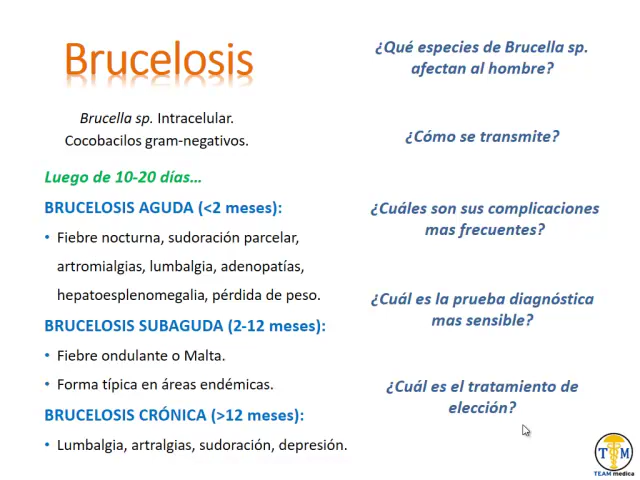 Brucelosis
Brucella sp. Intracelular.
Cocobacilos gram-negativos.
Luego de 10-20 días...
BRUCELOSIS AGUDA (<2 meses):
• Fiebre nocturna, sudoración parcelar,
artromialgias, lumbalgia, adenopatías,
hepatoesplenomegalia, pérdida de peso.
BRUCELOSIS SUBAGUDA (2-12 meses):
• Fiebre ondulante o Malta.
• Forma típica en áreas endémicas.
BRUCELOSIS CRÓNICA (>12 meses):
• Lumbalgia, artralgias, sudoración, depresión.
¿Qué especies de Brucella sp.
afectan al hombre?
¿Cómo se transmite?
¿Cuáles son sus complicaciones
mas frecuentes?
¿Cuál es la prueba diagnóstica
mas sensible?
¿Cuál es el tratamiento de
elección?
T M
TEAM medica